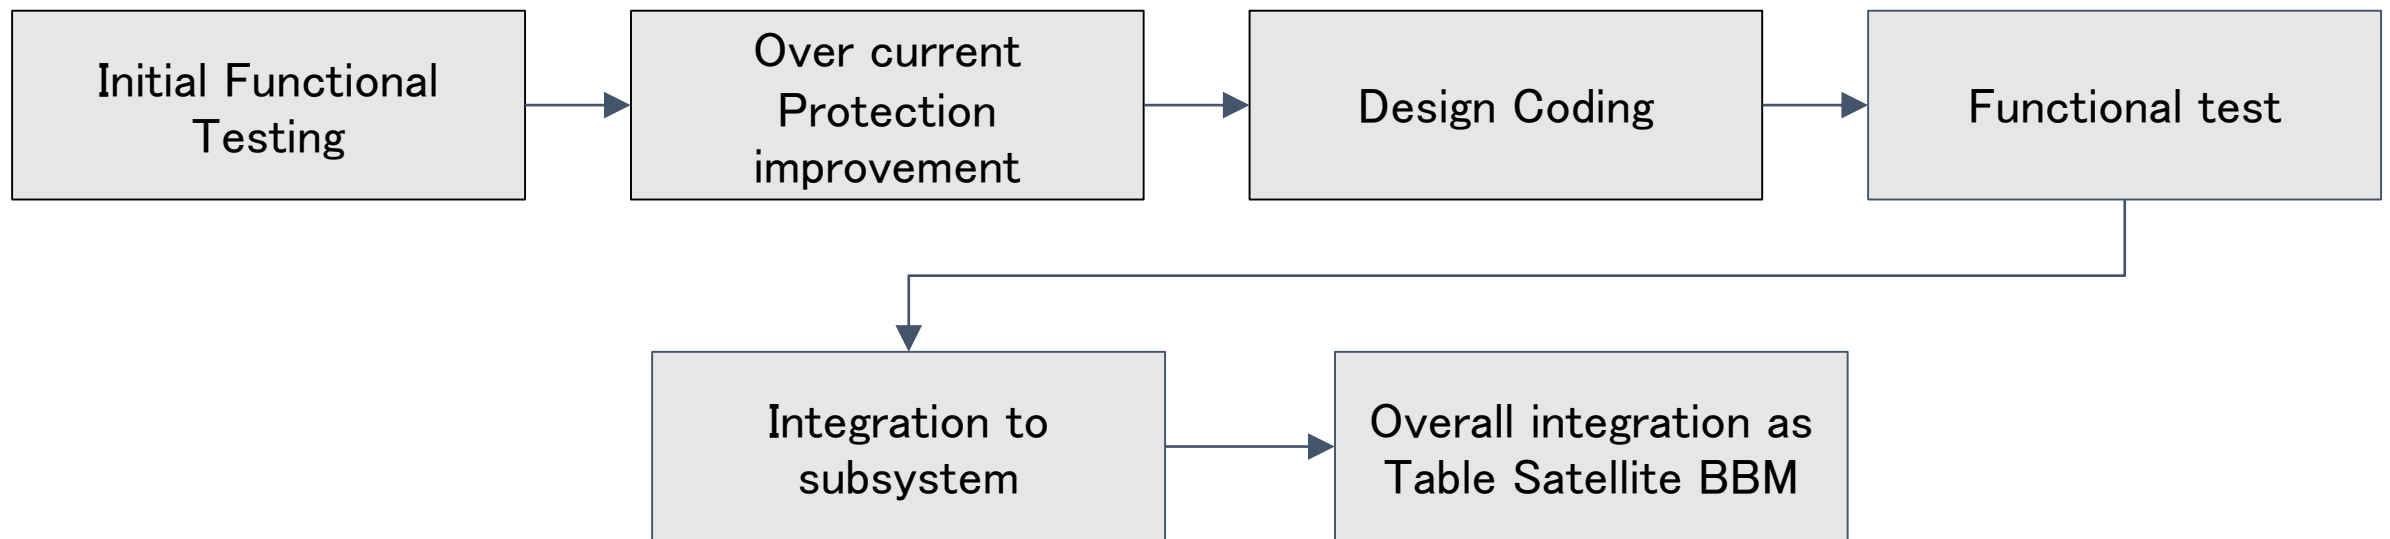 Initial Functional
Testing
Over current
Protection
improvement
Design Coding
Functional test
Integration to
subsystem
Overall integration as
Table Satellite BBM